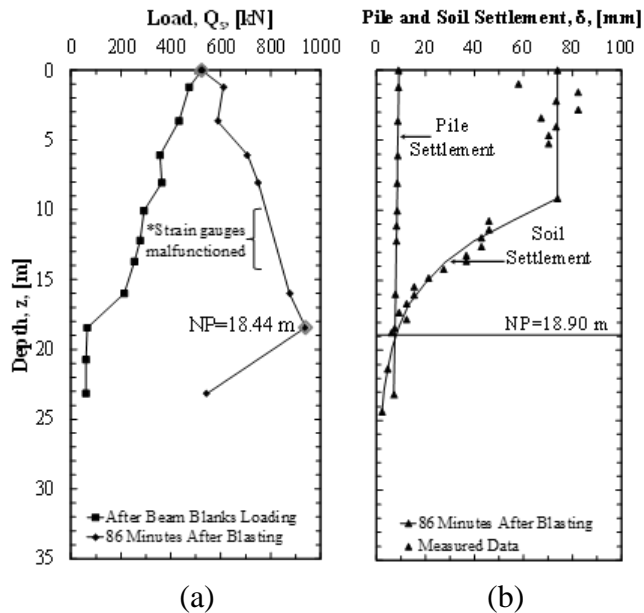 Load, Qs, [kN]
0 200 400 600 800 1000
Depth, z, [m]
0
5
10
15
20
25
30
35
*Strain gauges
malfunctioned
NP=18.44 m
After Beam Blanks Loading
86 Minutes After Blasting
(a)
Pile and Soil Settlement, δ, [mm]
0 20 40 60 80 100
Pile
Settlement
Soil
Settlement
NP=18.90 m
86 Minutes After Blasting
Measured Data
(b)